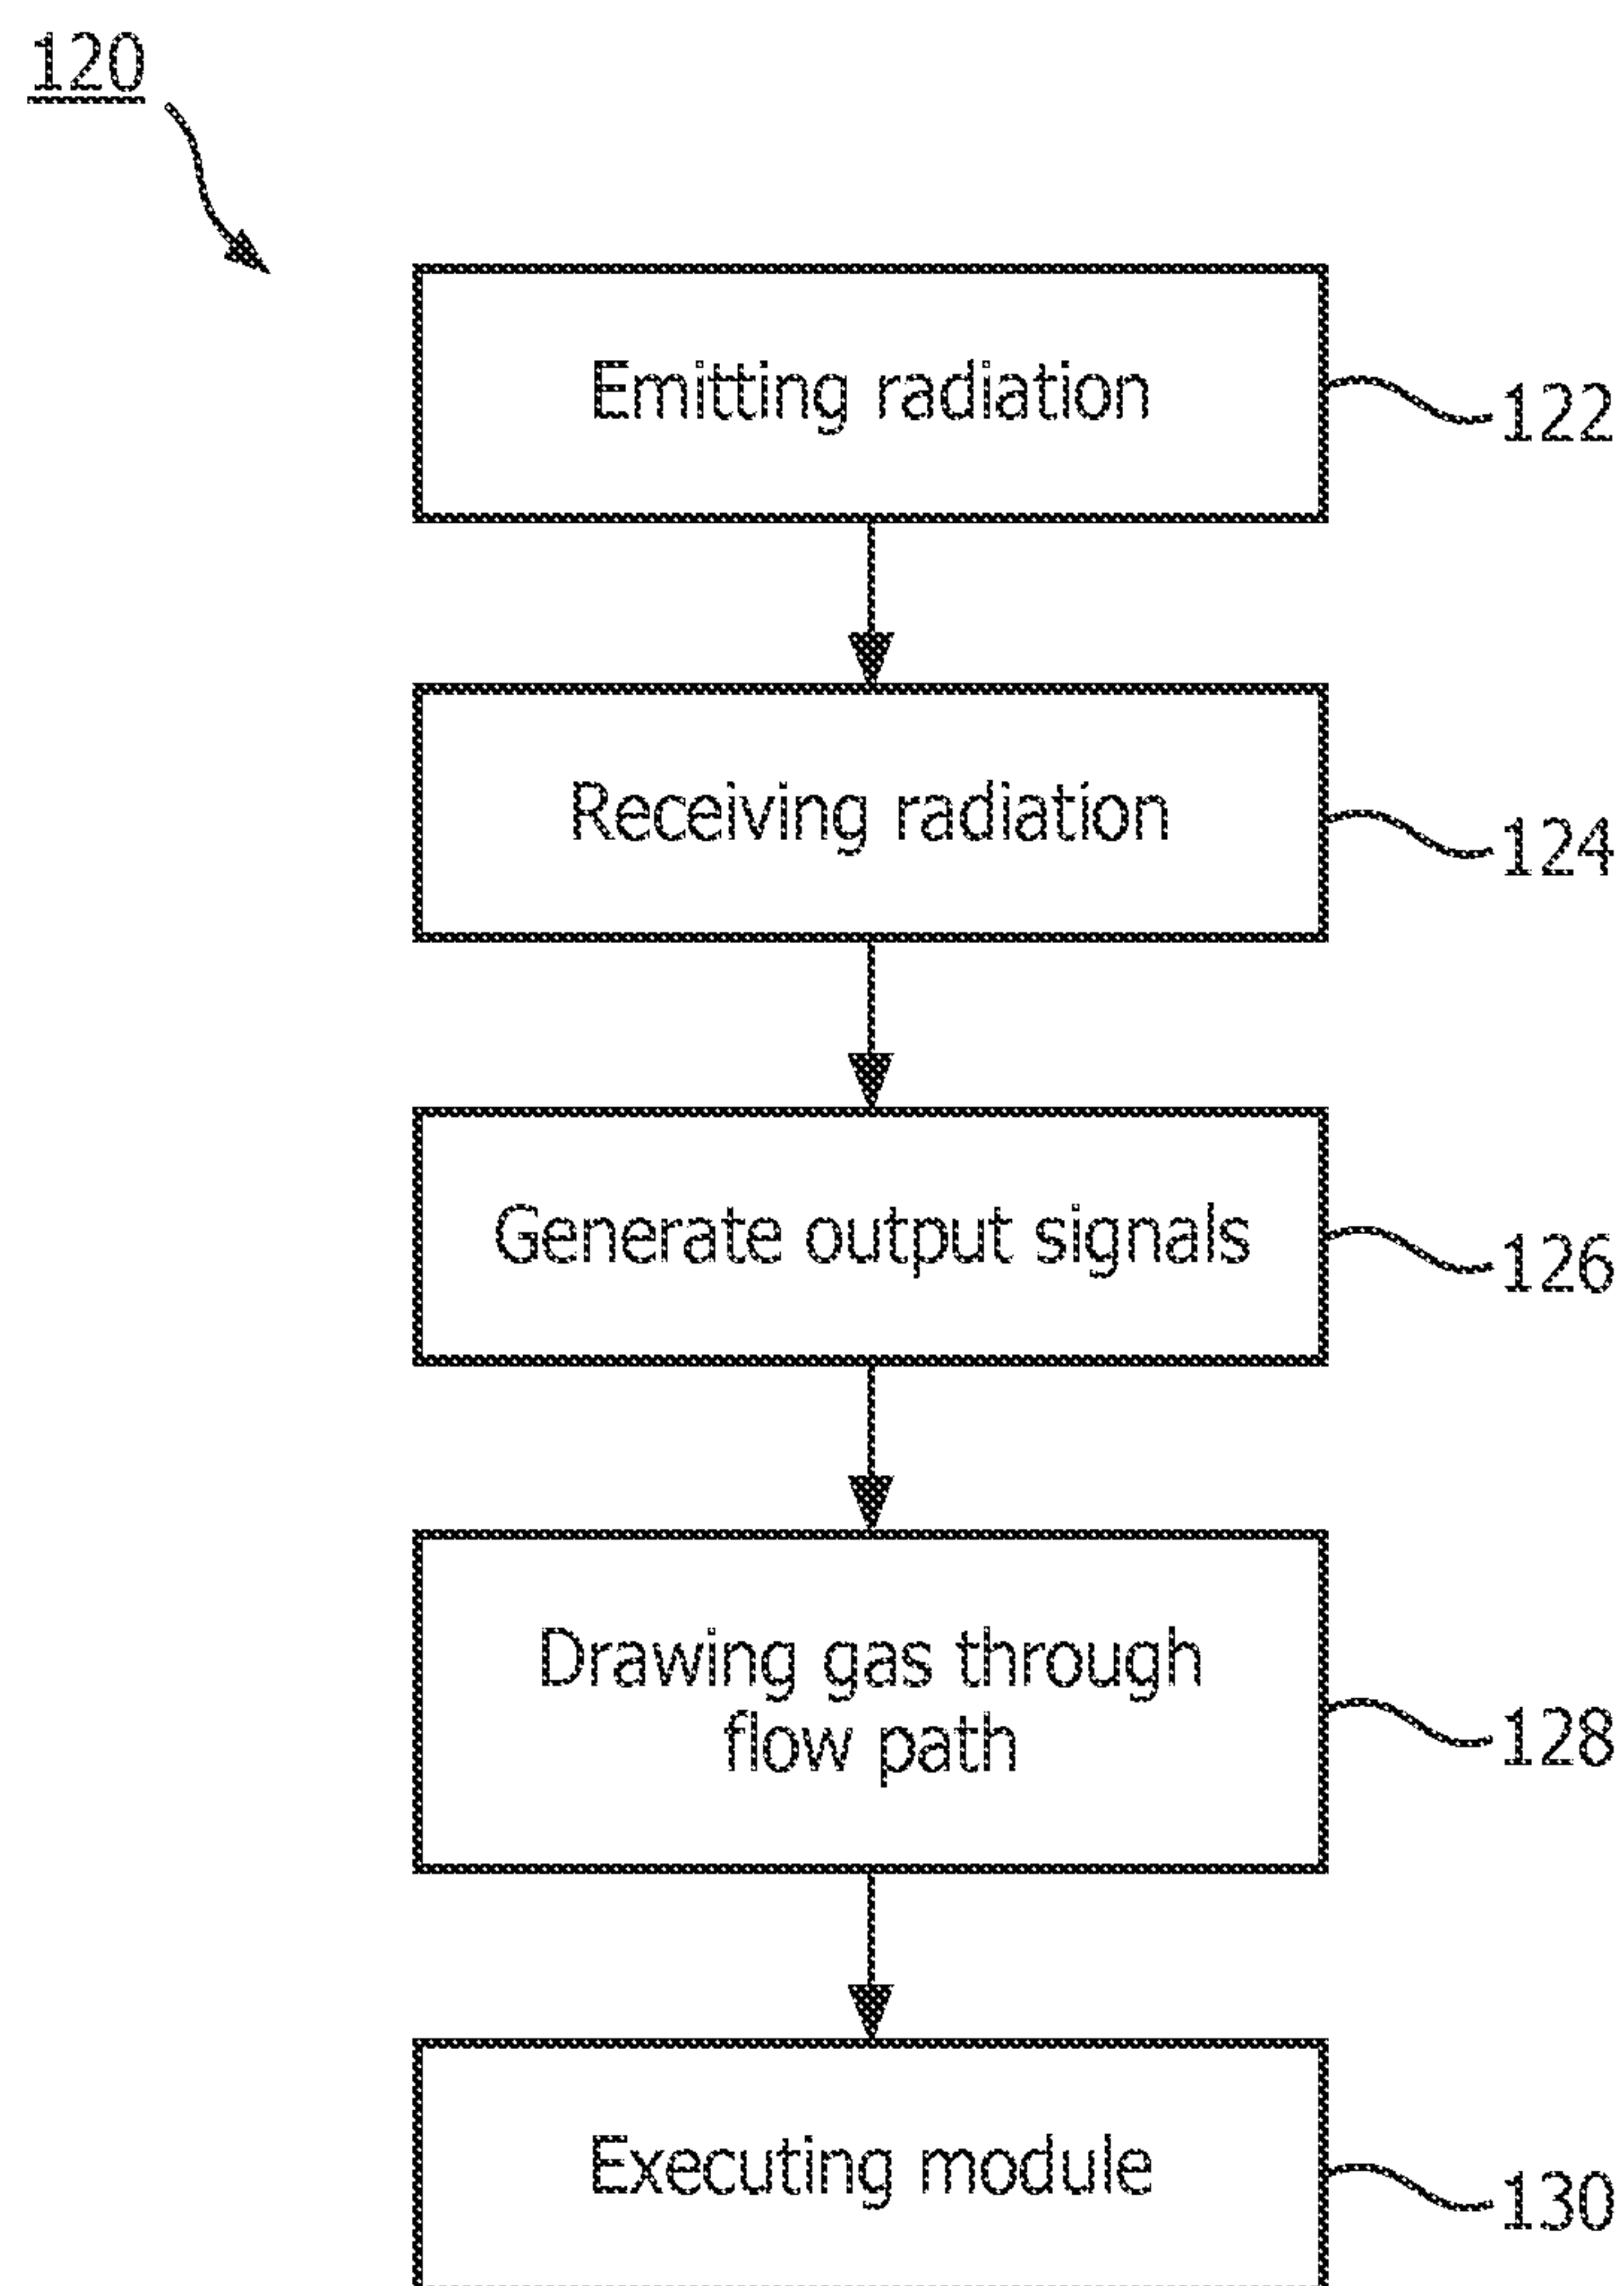 120
Emitting radiation
122
Receiving radiation
124
Generate output signals
126
Drawing gas through
flow path
128
Executing module
130